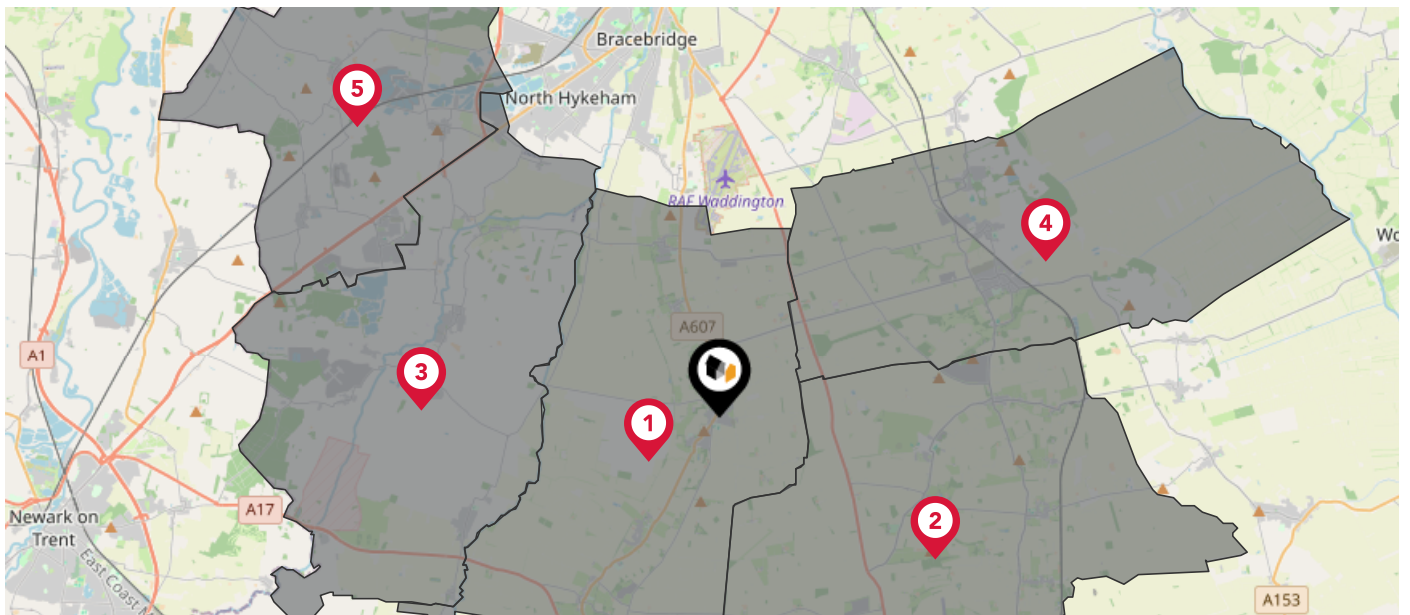 Bracebridge
5
North Hykeham
RAF Waddington
4
Wo
A607
A1
3
1
Newark on
Trent
A17
2
East Coast M
A153